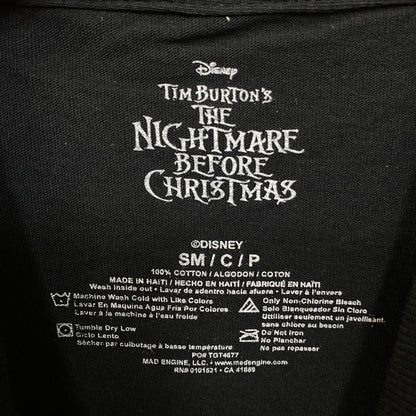 Disney
TIM BURTON'S
THE
NIGHTMARE
BEFORE
CHRISTMAS
©DISNEY
SM / C / P
100% COTTON / ALGODON / COTON
MADE IN HAITI / HECHO EN HAITI / FABRIQUÉ EN HAÏTI
Wash inside out • Lavar de adentro hacia afuera • Laver à l'envers
Machine Wash Cold with Like Colors
Lavar En Maquina Agua Fria Por Colores
Laver à la machine à l'eau froide
Only Non-Chlorine Bleach
Solo Blanqueador Sin Cloro
Utiliser seulement un javellisant
sans chlore au besoin
Tumble Dry Low
Ciclo Lento
Sécher par culbutage à basse température
Do Not Iron
No Planchar
Ne pas repasser
PO# TGT4677
MAD ENGINE, LLC. • www.madengine.com
RN# 0101831 • CA 41689